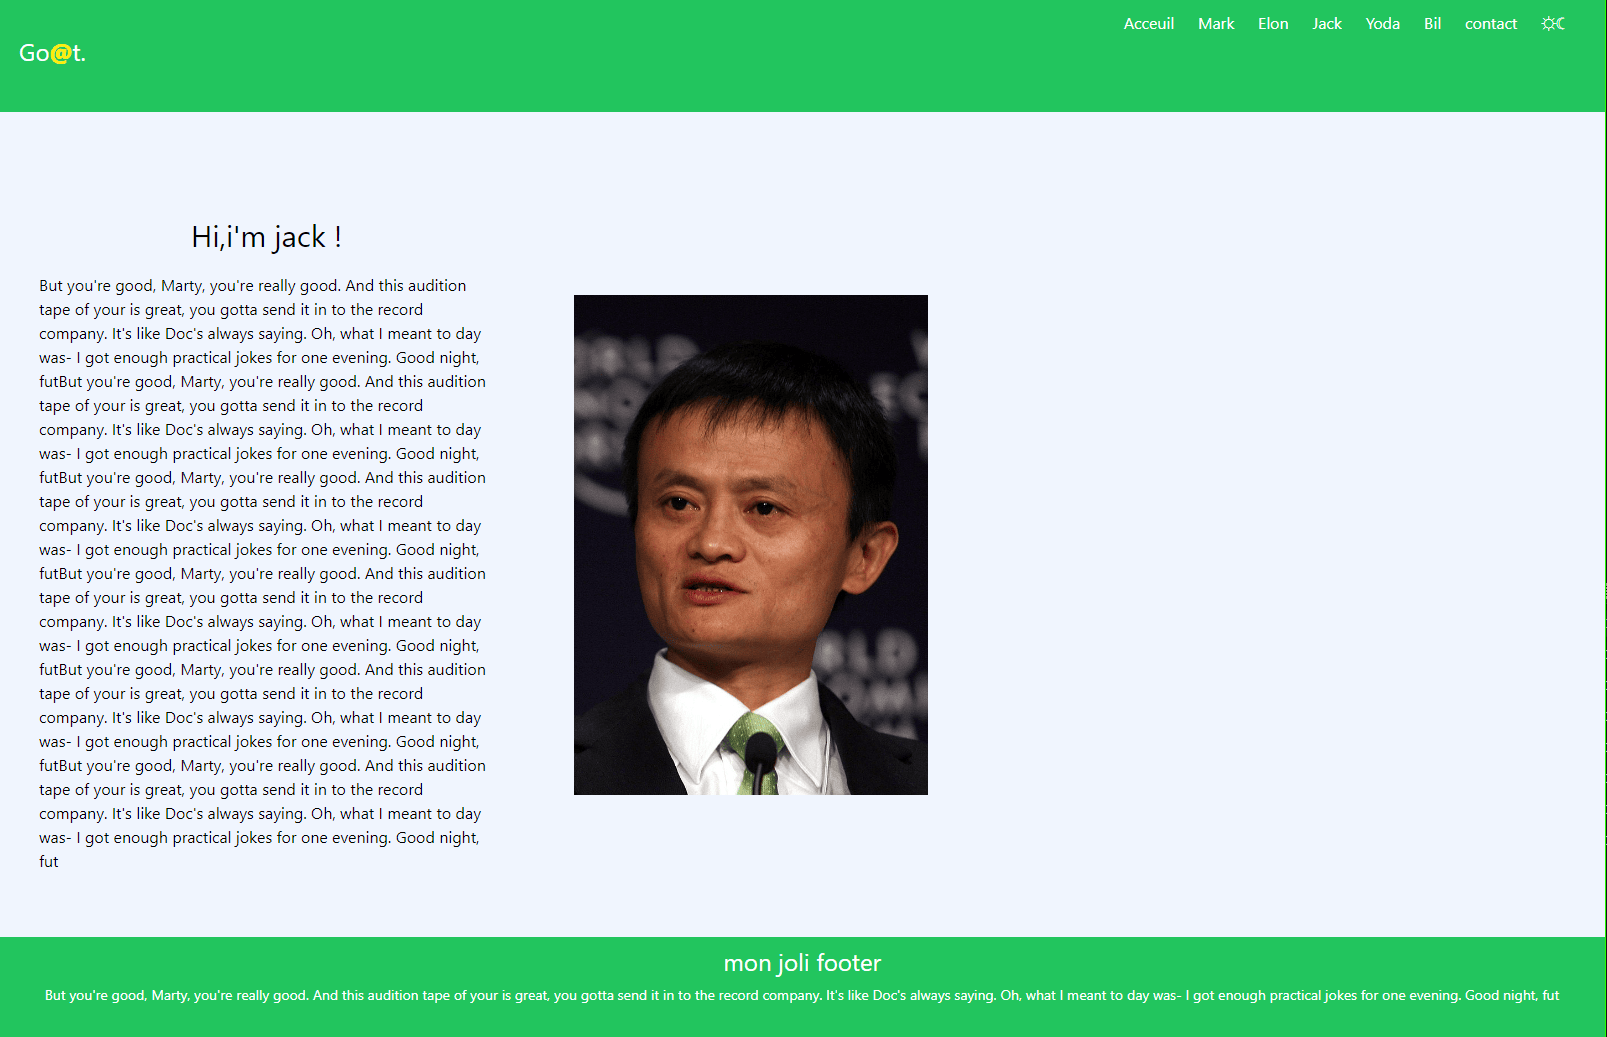 Acceuil Mark Elon Jack Yoda Bil contact
Go@t.
Hi,i'm jack !
But you're good, Marty, you're really good. And this audition
tape of your is great, you gotta send it in to the record
company. It's like Doc's always saying. Oh, what I meant to day
was- I got enough practical jokes for one evening. Good night,
futBut you're good, Marty, you're really good. And this audition
tape of your is great, you gotta send it in to the record
company. It's like Doc's always saying. Oh, what I meant to day
was- I got enough practical jokes for one evening. Good night,
futBut you're good, Marty, you're really good. And this audition
tape of your is great, you gotta send it in to the record
company. It's like Doc's always saying. Oh, what I meant to day
was- I got enough practical jokes for one evening. Good night,
futBut you're good, Marty, you're really good. And this audition
tape of your is great, you gotta send it in to the record
company. It's like Doc's always saying. Oh, what I meant to day
was- I got enough practical jokes for one evening. Good night,
futBut you're good, Marty, you're really good. And this audition
tape of your is great, you gotta send it in to the record
company. It's like Doc's always saying. Oh, what I meant to day
was- I got enough practical jokes for one evening. Good night,
futBut you're good, Marty, you're really good. And this audition
tape of your is great, you gotta send it in to the record
company. It's like Doc's always saying. Oh, what I meant to day
was- I got enough practical jokes for one evening. Good night,
fut
mon joli footer
But you're good, Marty, you're really good. And this audition tape of your is great, you gotta send it in to the record company. It's like Doc's always saying. Oh, what I meant to day was- I got enough practical jokes for one evening. Good night, fut